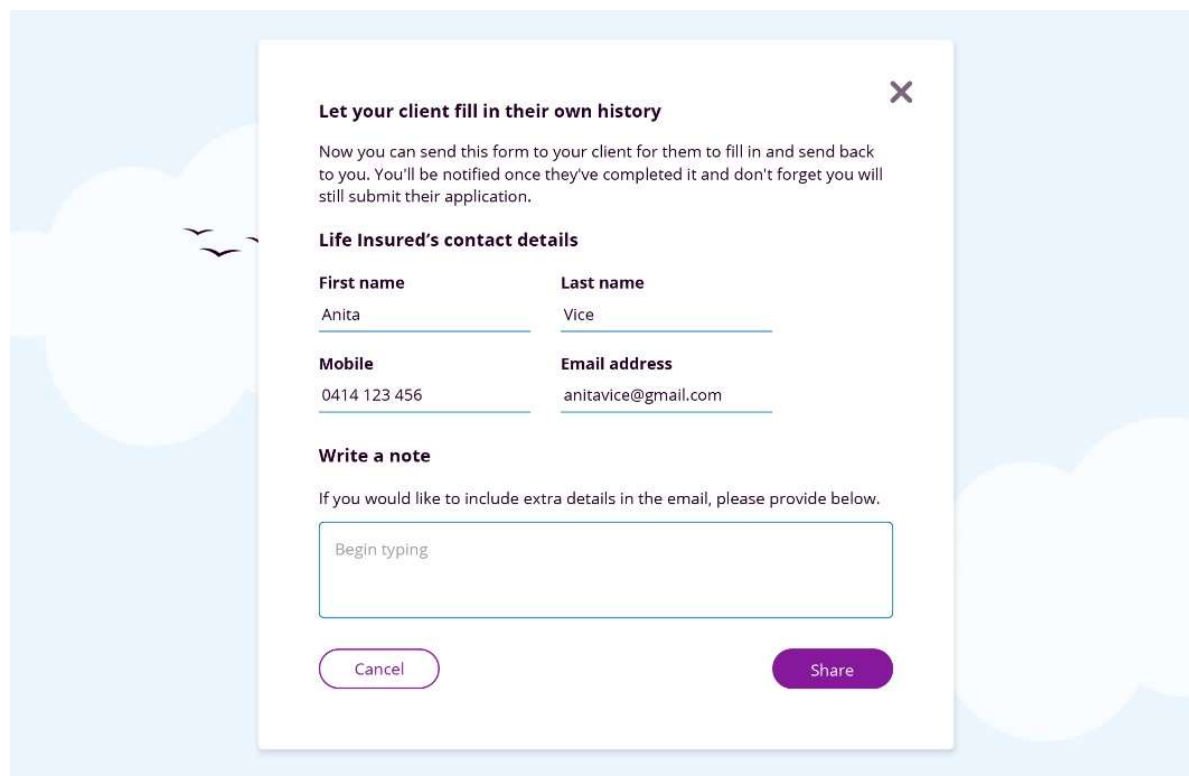 Let your client fill in their own history
Now you can send this form to your client for them to fill in and send back
to you. You'll be notified once they've completed it and don't forget you will
still submit their application.
Life Insured’s contact details
First name Last name
Anita Vice
Mobile Email address
0414 123 456 anitavice@gmail.com
Write a note
If you would like to include extra details in the email, please provide below.
Begin typing
Cancel Share